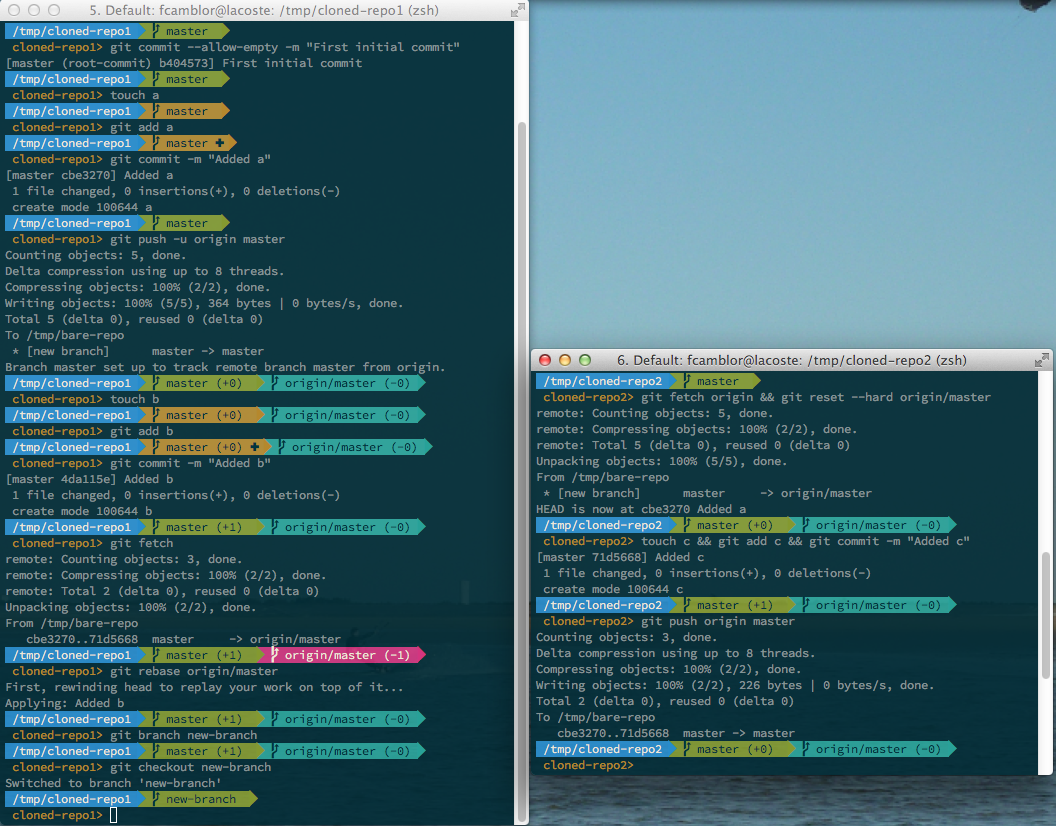 5. Default: fcamblor@lacoste: /tmp/cloned-repo1 (zsh)
/tmp/cloned-repo1 master
cloned-repo1> git commit --allow-empty -m "First initial commit"
[master (root-commit) b404573] First initial commit
/tmp/cloned-repo1 master
cloned-repo1> touch a
/tmp/cloned-repo1 master
cloned-repo1> git add a
/tmp/cloned-repo1 master ✚
cloned-repo1> git commit -m "Added a"
[master cbe3270] Added a
1 file changed, 0 insertions(+), 0 deletions(-)
create mode 100644 a
/tmp/cloned-repo1 master
cloned-repo1> git push -u origin master
Counting objects: 5, done.
Delta compression using up to 8 threads.
Compressing objects: 100% (2/2), done.
Writing objects: 100% (5/5), 364 bytes | 0 bytes/s, done.
Total 5 (delta 0), reused 0 (delta 0)
To /tmp/bare-repo
* [new branch] master -> master
Branch master set up to track remote branch master from origin.
/tmp/cloned-repo1 master (+0) origin/master (-0)
cloned-repo1> touch b
/tmp/cloned-repo1 master (+0) origin/master (-0)
cloned-repo1> git add b
/tmp/cloned-repo1 master (+0) ✚ origin/master (-0)
cloned-repo1> git commit -m "Added b"
[master 4da115e] Added b
1 file changed, 0 insertions(+), 0 deletions(-)
create mode 100644 b
/tmp/cloned-repo1 master (+1) origin/master (-0)
cloned-repo1> git fetch
remote: Counting objects: 3, done.
remote: Compressing objects: 100% (2/2), done.
remote: Total 2 (delta 0), reused 0 (delta 0)
Unpacking objects: 100% (2/2), done.
From /tmp/bare-repo
cbe3270..71d5668 master -> origin/master
/tmp/cloned-repo1 master (+1) origin/master (-1)
cloned-repo1> git rebase origin/master
First, rewinding head to replay your work on top of it...
Applying: Added b
/tmp/cloned-repo1 master (+1) origin/master (-0)
cloned-repo1> git branch new-branch
/tmp/cloned-repo1 master (+1) origin/master (-0)
cloned-repo1> git checkout new-branch
Switched to branch 'new-branch'
/tmp/cloned-repo1 new-branch
cloned-repo1>
6. Default: fcamblor@lacoste: /tmp/cloned-repo2 (zsh)
/tmp/cloned-repo2 master
cloned-repo2> git fetch origin && git reset --hard origin/master
remote: Counting objects: 5, done.
remote: Compressing objects: 100% (2/2), done.
remote: Total 5 (delta 0), reused 0 (delta 0)
Unpacking objects: 100% (5/5), done.
From /tmp/bare-repo
* [new branch] master -> origin/master
HEAD is now at cbe3270 Added a
/tmp/cloned-repo2 master (+0) origin/master (-0)
cloned-repo2> touch c && git add c && git commit -m "Added c"
[master 71d5668] Added c
1 file changed, 0 insertions(+), 0 deletions(-)
create mode 100644 c
/tmp/cloned-repo2 master (+1) origin/master (-0)
cloned-repo2> git push origin master
Counting objects: 3, done.
Delta compression using up to 8 threads.
Compressing objects: 100% (2/2), done.
Writing objects: 100% (2/2), 226 bytes | 0 bytes/s, done.
Total 2 (delta 0), reused 0 (delta 0)
To /tmp/bare-repo
cbe3270..71d5668 master -> master
/tmp/cloned-repo2 master (+0) origin/master (-0)
cloned-repo2>